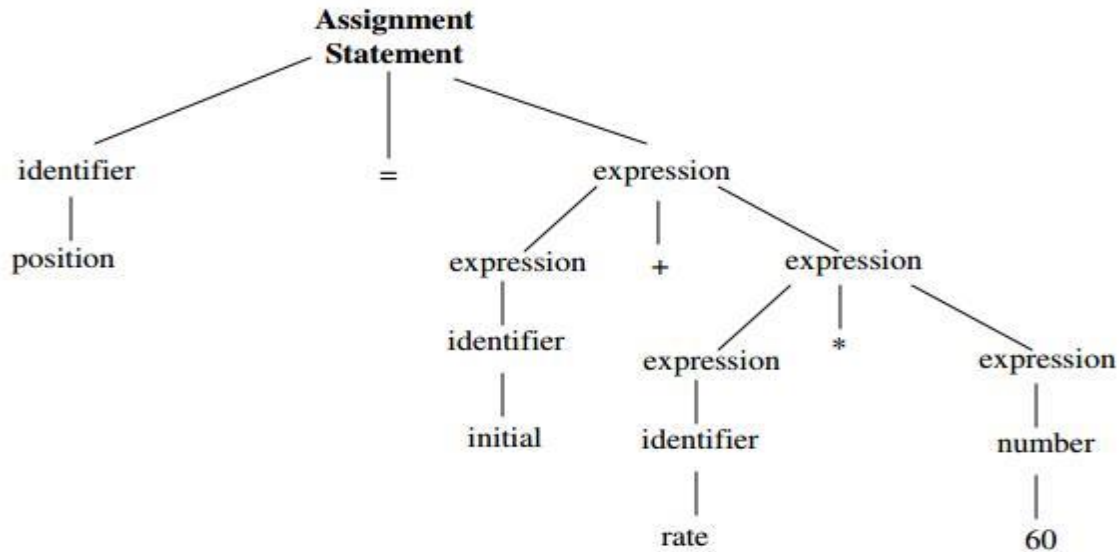 Assignment
Statement
identifier = expression
position expression + expression
identifier expression * expression
initial identifier number
rate 60